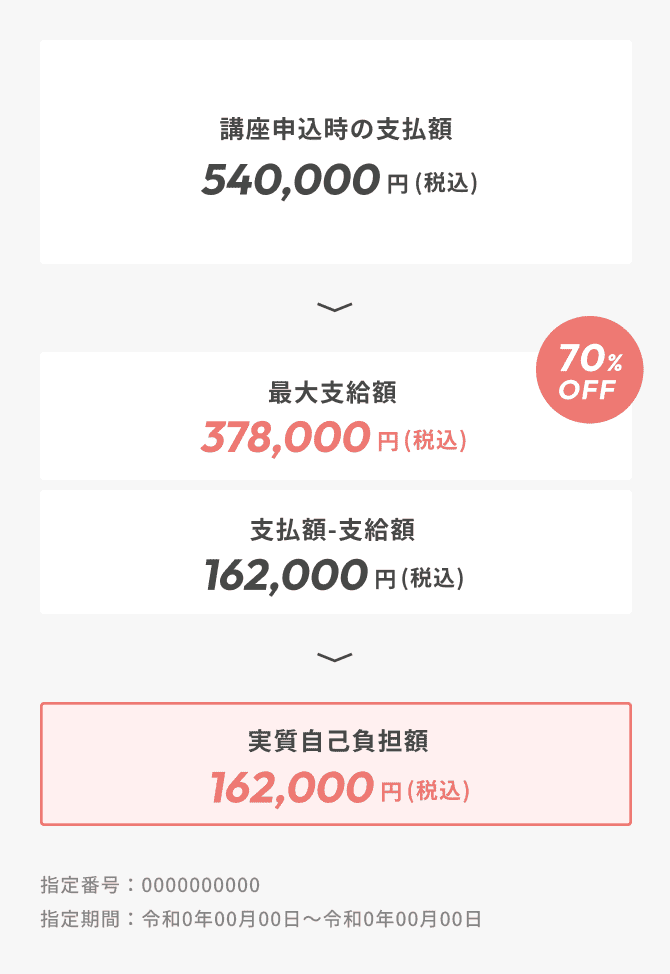 講座申込時の支払額
540,000 円 (税込)
70%
OFF
最大支給額
378,000 円 (税込)
支払額-支給額
162,000 円 (税込)
実質自己負担額
162,000 円 (税込)
指定番号：0000000000
指定期間：令和0年00月00日〜令和0年00月00日